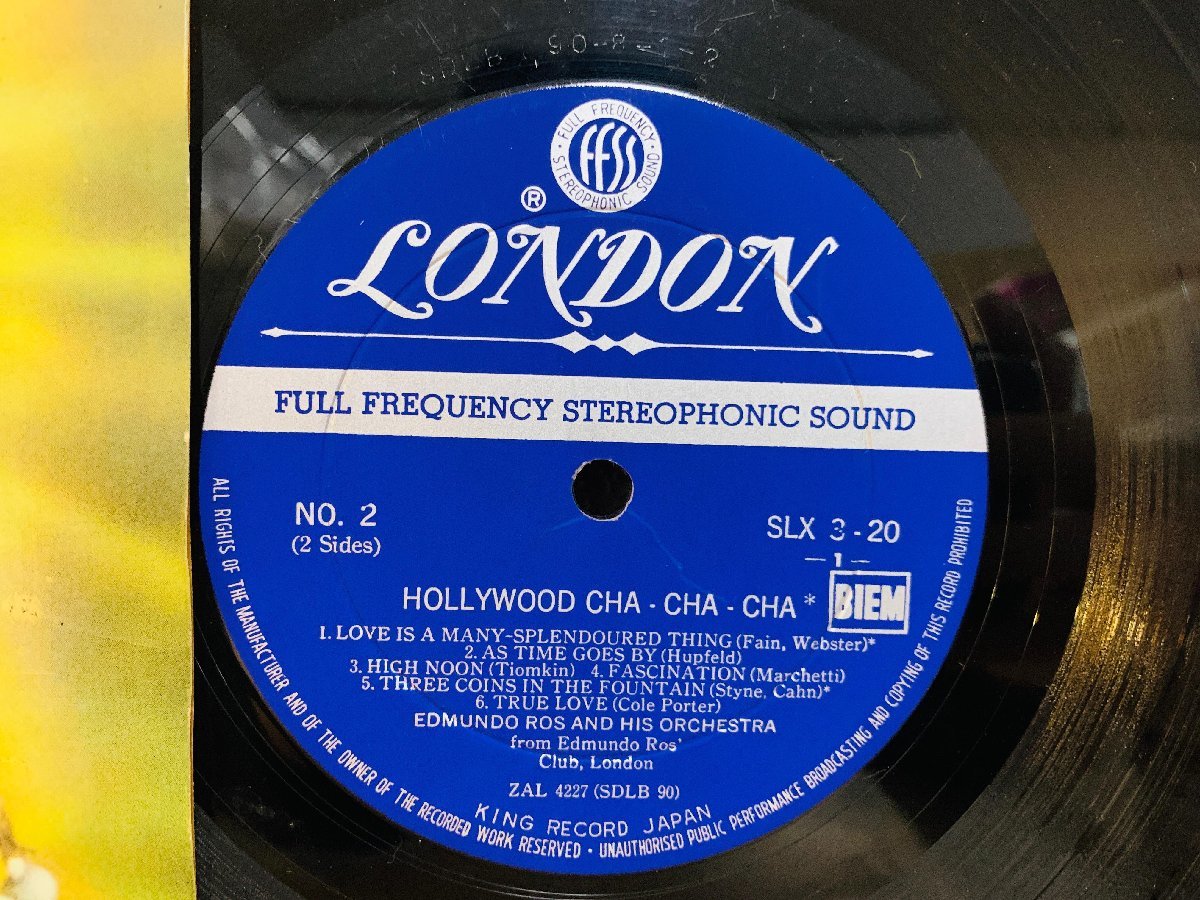 SDLB 90-8-1-2
FULL FREQUENCY
FFSS
STEREOPHONIC SOUND
®
LONDON
FULL FREQUENCY STEREOPHONIC SOUND
NO. 2
(2 Sides)
SLX 3-20
—1—
BIEM
HOLLYWOOD CHA - CHA - CHA *
1. LOVE IS A MANY-SPLENDOURED THING (Fain, Webster)*
2. AS TIME GOES BY (Hupfeld)
3. HIGH NOON (Tiomkin) 4. FASCINATION (Marchetti)
5. THREE COINS IN THE FOUNTAIN (Styne, Cahn)*
6. TRUE LOVE (Cole Porter)
EDMUNDO ROS AND HIS ORCHESTRA
from Edmundo Ros'
Club, London
ZAL 4227 (SDLB 90)
KING RECORD JAPAN
ALL RIGHTS OF THE MANUFACTURER AND OF THE OWNER OF THE RECORDED WORK RESERVED · UNAUTHORISED PUBLIC PERFORMANCE BROADCASTING AND COPYING OF THIS RECORD PROHIBITED